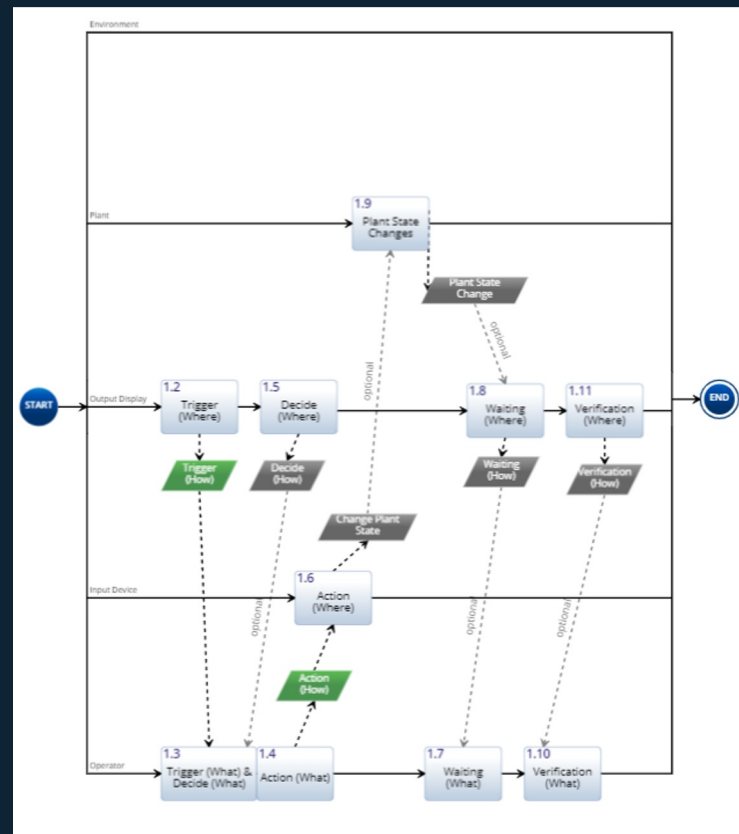 Environment
Plant
1.9
Plant State
Changes
Plant State
Change
optional
optional
START
Output Display
1.2
Trigger
(Where)
1.5
Decide
(Where)
1.8
Waiting
(Where)
1.11
Verification
(Where)
END
Trigger
(How)
Decide
(How)
Waiting
(How)
Verification
(How)
Change Plant
State
Input Device
1.6
Action
(Where)
optional
optional
optional
Action
(How)
Operator
1.3
Trigger (What) &
Decide (What)
1.4
Action (What)
1.7
Waiting
(What)
1.10
Verification
(What)